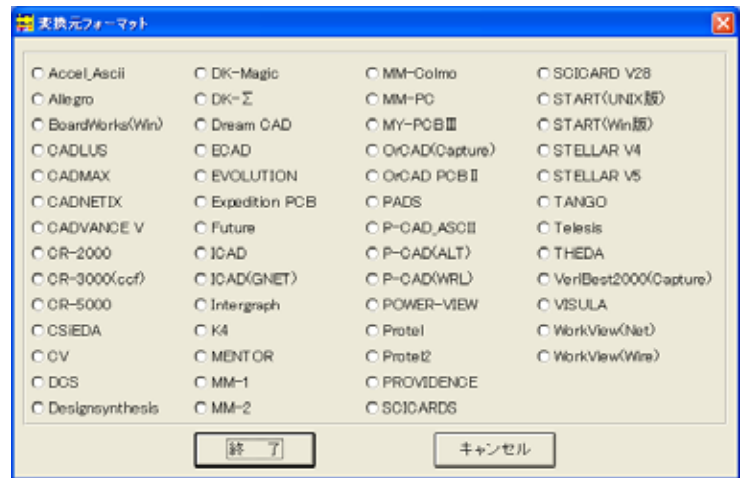 変換元フォーマット
Accel_Ascii
Allegro
BoardWorks(Win)
CADLUS
CADMAX
CADNETIX
CADVANCE V
CR-2000
CR-3000(ccf)
CR-5000
CSiEDA
CV
DCS
Designsynthesis
DK-Magic
DK-Σ
Dream CAD
ECAD
EVOLUTION
Expedition PCB
Future
ICAD
ICAD(GNET)
Intergraph
K4
MENTOR
MM-1
MM-2
MM-Colmo
MM-PC
MY-PCBⅢ
OrCAD(Capture)
OrCAD PCBⅡ
PADS
P-CAD_ASCII
P-CAD(ALT)
P-CAD(WRL)
POWER-VIEW
Protel
Protel2
PROVIDENCE
SCICARDS
SCICARD V28
START(UNIX版)
START(Win版)
STELLAR V4
STELLAR V5
TANGO
Telesis
THEDA
VeriBest2000(Capture)
VISULA
WorkView(Net)
WorkView(Wire)
終 了
キャンセル